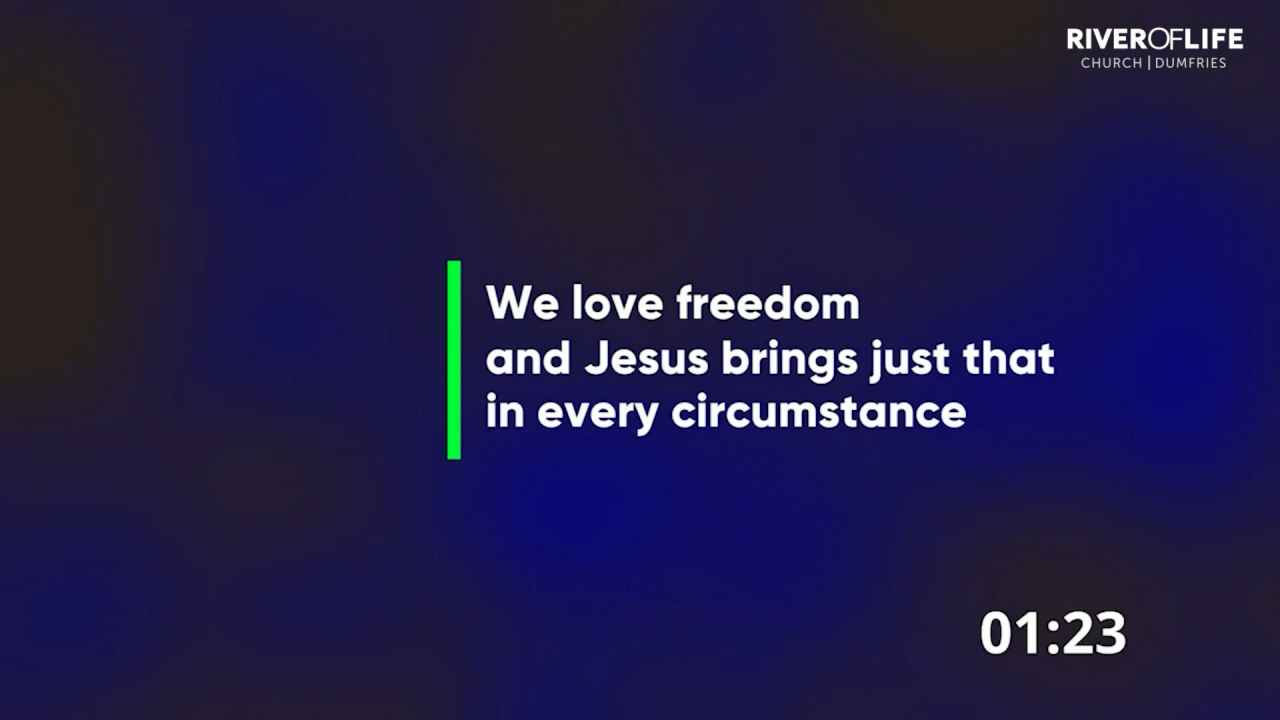 RIVEROFLIFE
CHURCH | DUMFRIES
We love freedom
and Jesus brings just that
in every circumstance
01:23